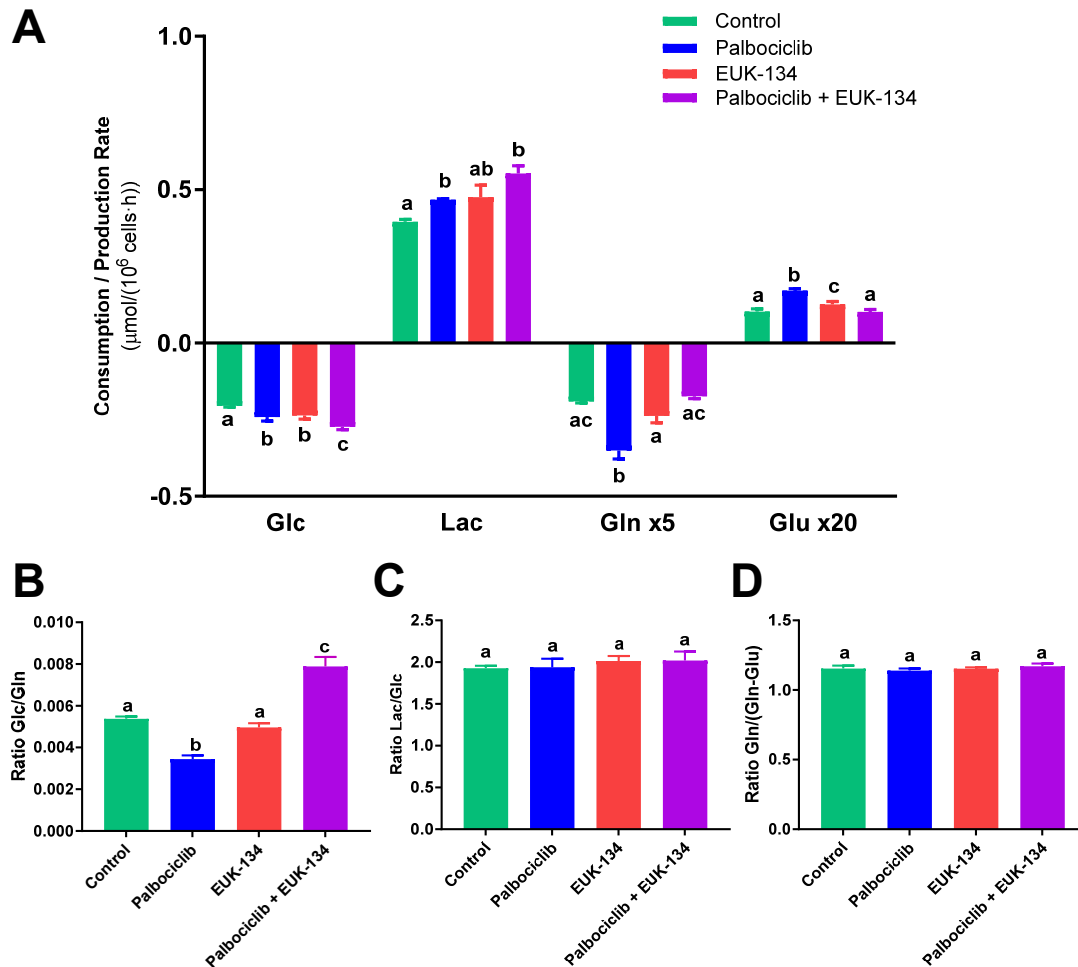 A
Control
Palbociclib
EUK-134
Palbociclib + EUK-134
Consumption / Production Rate
(μmol/(10⁶ cells·h))
1.0
0.5
0.0
-0.5
a
b
b
c
a
b
ab
b
ac
b
a
ac
a
b
c
a
Glc
Lac
Gln x5
Glu x20
B
Ratio Glc/Gln
0.010
0.008
0.006
0.004
0.002
0.000
a
b
a
c
Control
Palbociclib
EUK-134
Palbociclib + EUK-134
C
Ratio Lac/Glc
2.5
2.0
1.5
1.0
0.5
0.0
a
a
a
a
Control
Palbociclib
EUK-134
Palbociclib + EUK-134
D
Ratio Gln/(Gln-Glu)
1.5
1.0
0.5
0.0
a
a
a
a
Control
Palbociclib
EUK-134
Palbociclib + EUK-134